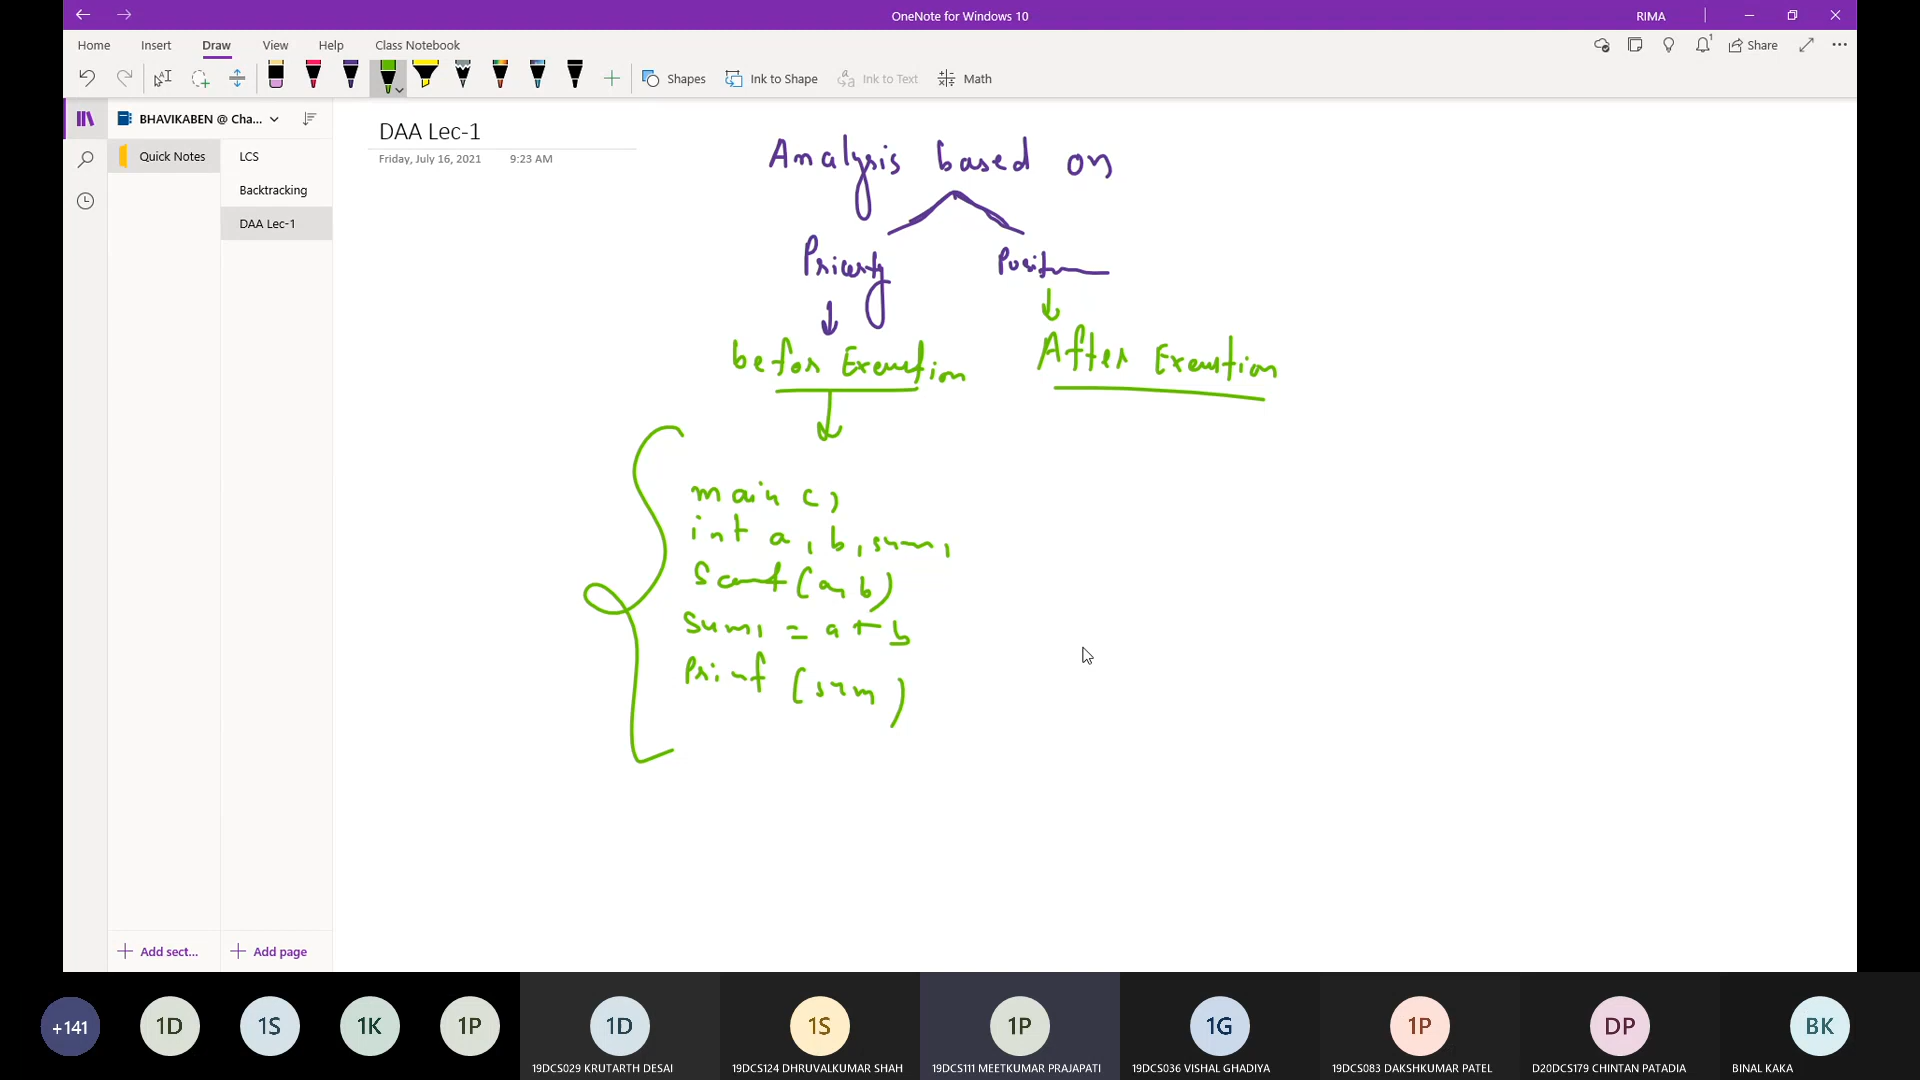 OneNote for Windows 10
RIMA
Home Insert Draw View Help Class Notebook
1
Share
Shapes Ink to Shape Ink to Text Math
BHAVIKABEN @ Cha...
Quick Notes
LCS
Backtracking
DAA Lec-1
DAA Lec-1
Friday, July 16, 2021 9:23 AM
Analysis based on
befor Execution
After Execution
main ()
int a, b, sum,
Scanf (a, b)
sum, = a + b
Prinf (sum)
Add sect...
Add page
+141
1D
1S
1K
1P
1D
1S
1P
1G
1P
DP
BK
19DCS029 KRUTARTH DESAI
19DCS124 DHRUVALKUMAR SHAH
19DCS111 MEETKUMAR PRAJAPATI
19DCS036 VISHAL GHADIYA
19DCS083 DAKSHKUMAR PATEL
D20DCS179 CHINTAN PATADIA
BINAL KAKA